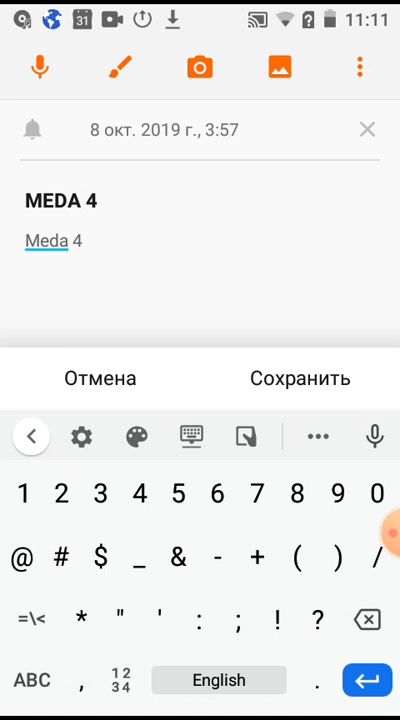 31 11:11
8 окт. 2019 г., 3:57
MEDA 4
Meda 4
Отмена Сохранить
1 2 3 4 5 6 7 8 9 0
@ # $ _ & - + ( ) /
=\< * " ' : ; ! ?
ABC , 12 34 English .